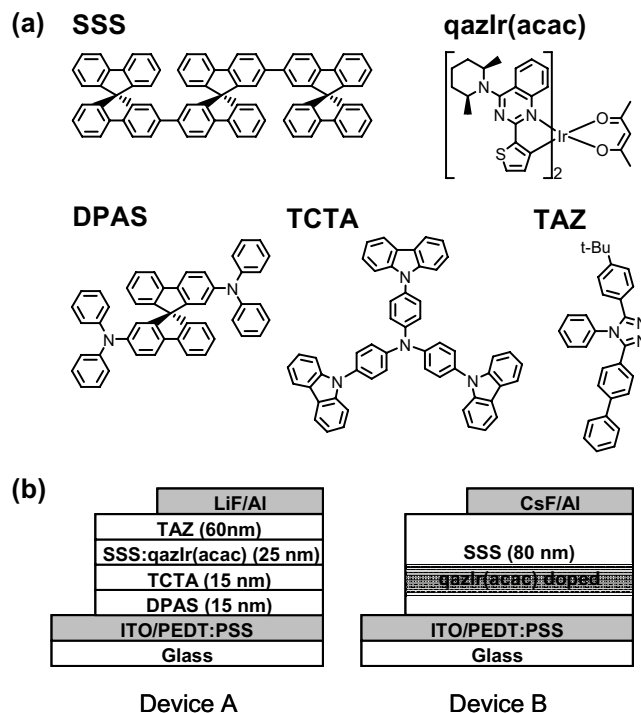 (a) SSS
qazIr(acac)
N
N
N
S
Ir
O
O
2
DPAS
TCTA
TAZ
N
N
N
N
N
N
t-Bu
N
N
N
(b)
LiF/Al
TAZ (60nm)
SSS:qazIr(acac) (25 nm)
TCTA (15 nm)
DPAS (15 nm)
ITO/PEDT:PSS
Glass
Device A
CsF/Al
SSS (80 nm)
qazIr(acac) doped
ITO/PEDT:PSS
Glass
Device B